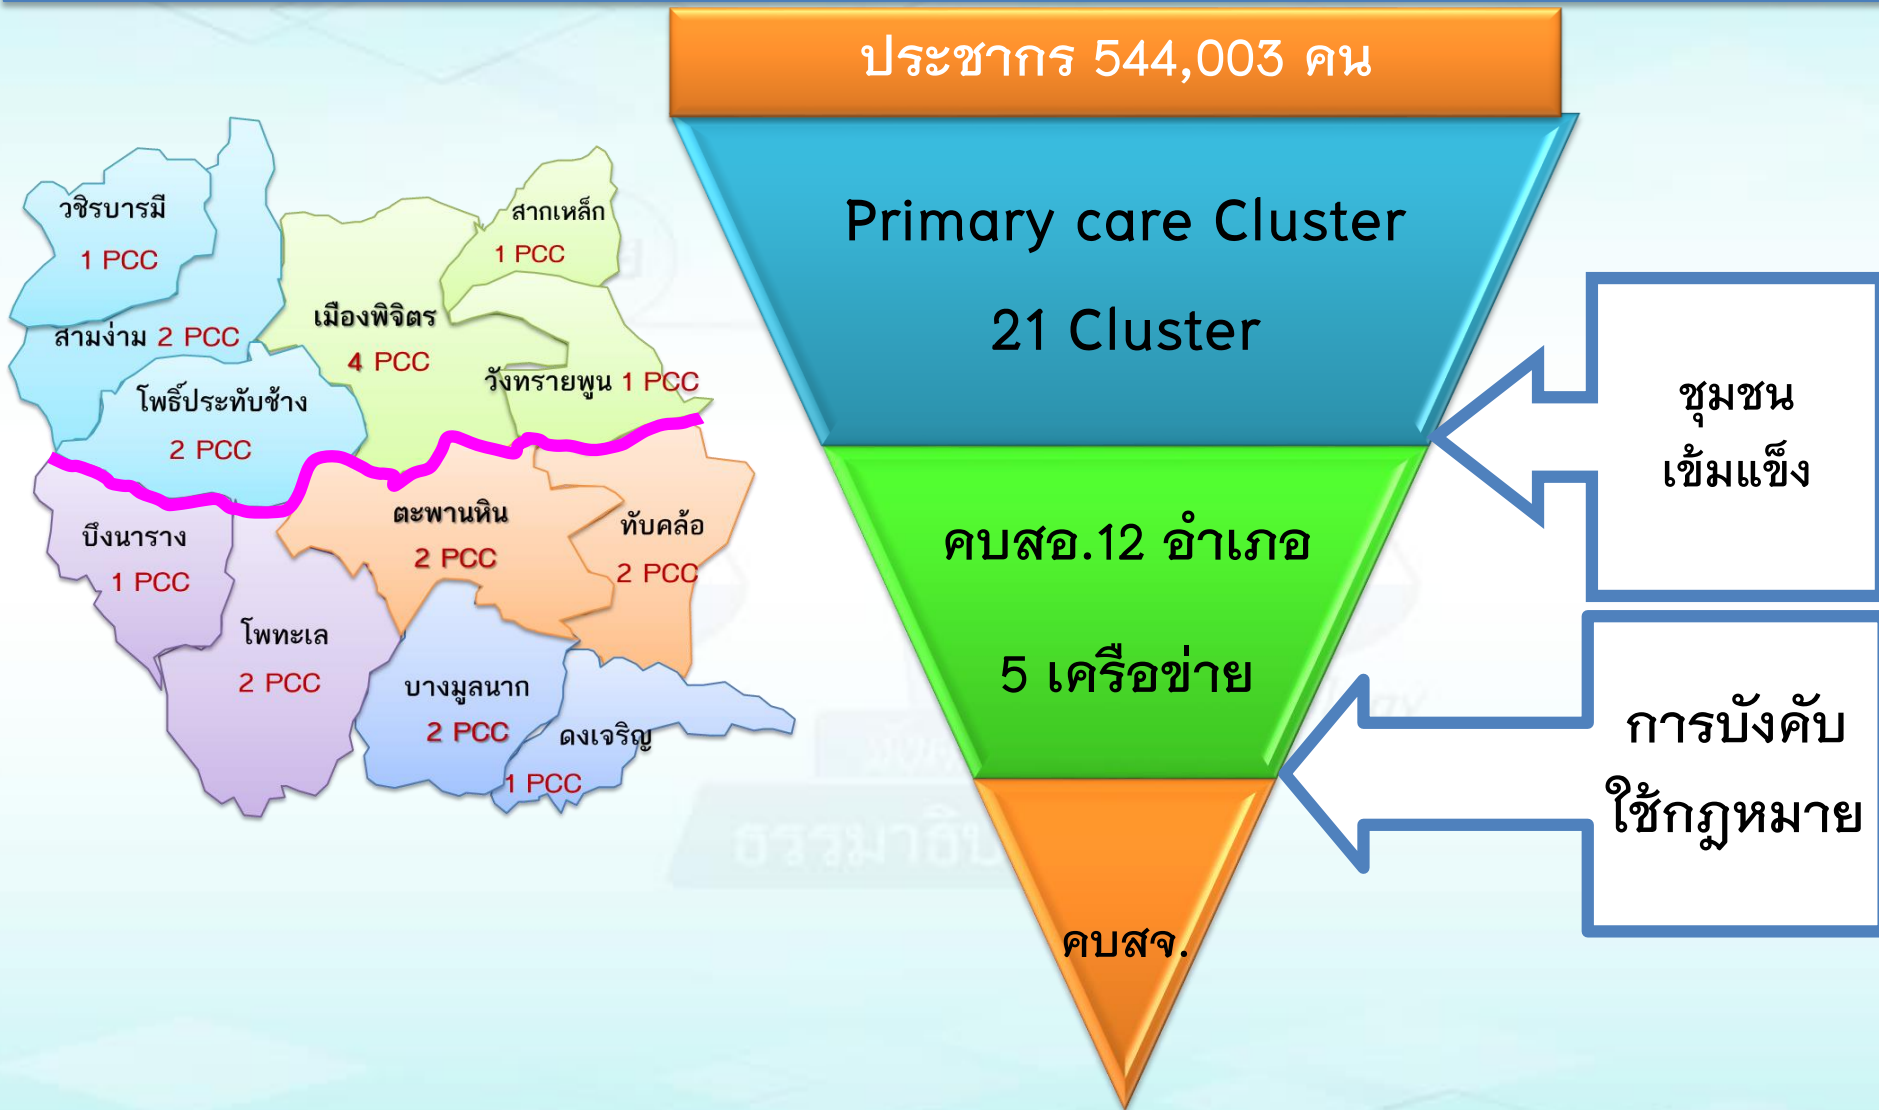 ประชากร 544,003 คน
วชิรบารมี
1 PCC
สากเหล็ก
1 PCC
เมืองพิจิตร
4 PCC
สามง่าม 2 PCC
วังทรายพูน 1 PCC
โพธิ์ประทับช้าง
2 PCC
ตะพานหิน
2 PCC
ทับคล้อ
2 PCC
บึงนาราง
1 PCC
โพทะเล
2 PCC
บางมูลนาก
2 PCC
ดงเจริญ
1 PCC
Primary care Cluster
21 Cluster
คบสอ.12 อำเภอ
5 เครือข่าย
คบสจ.
ชุมชน
เข้มแข็ง
การบังคับ
ใช้กฎหมาย